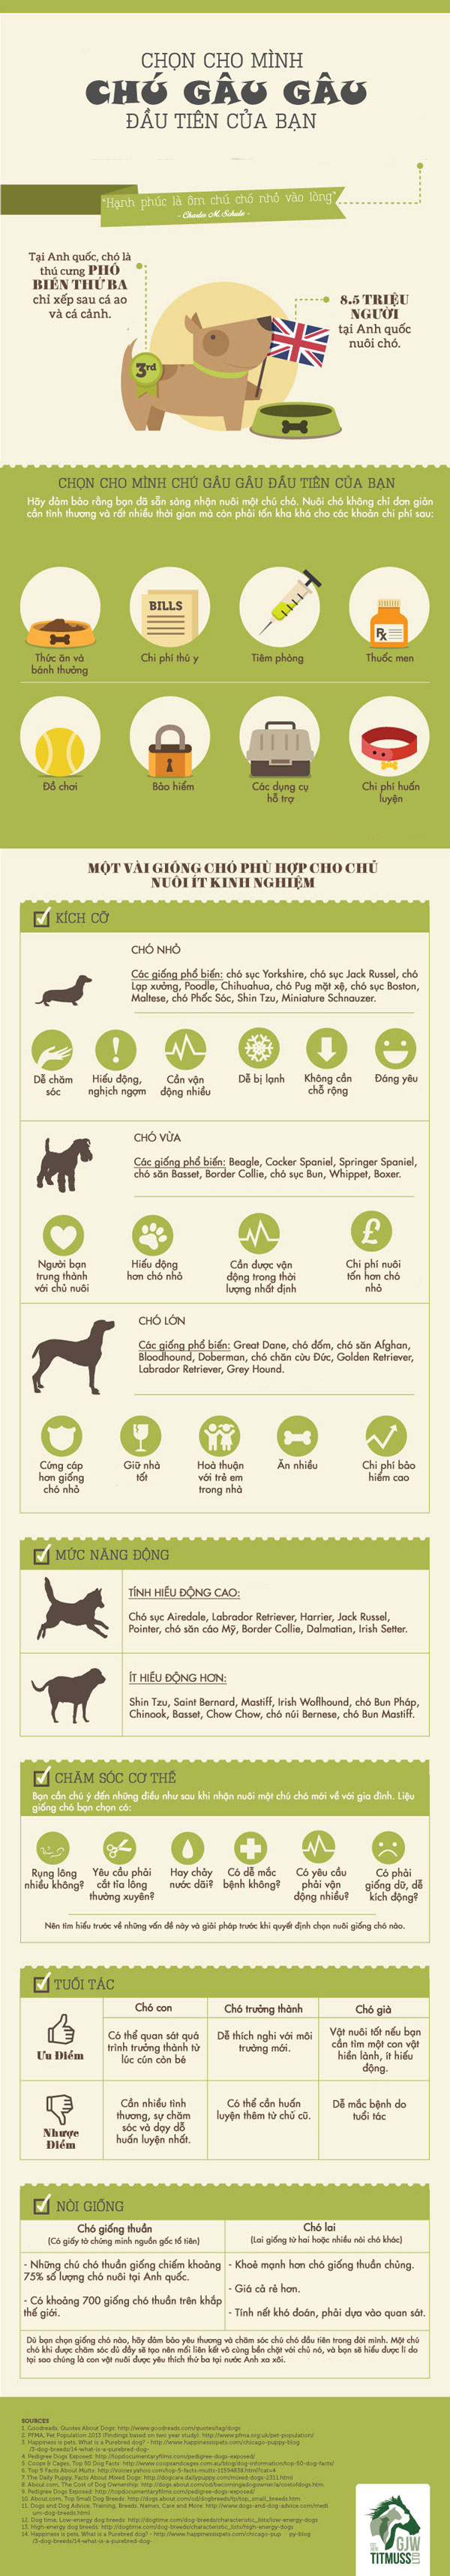 CHỌN CHO MÌNH
CHÚ GÂU GÂU
ĐẦU TIÊN CỦA BẠN
"Hạnh phúc là ôm chú chó nhỏ vào lòng"
- Charles M. Schulz -
Tại Anh quốc, chó là
thú cưng PHỔ
BIẾN THỨ BA
chỉ xếp sau cá ao
và cá cảnh.
8.5 TRIỆU
NGƯỜI
tại Anh quốc
nuôi chó.
3rd
CHỌN CHO MÌNH CHÚ GÂU GÂU ĐẦU TIÊN CỦA BẠN
Hãy đảm bảo rằng bạn đã sẵn sàng nhận nuôi một chú chó. Nuôi chó không chỉ đơn giản
cần tình thương và rất nhiều thời gian mà còn phải tốn kha khá cho các khoản chi phí sau:
BILLS
Rx
Thức ăn và
bánh thưởng
Chi phí thú y
Tiêm phòng
Thuốc men
Đồ chơi
Bảo hiểm
Các dụng cụ
hỗ trợ
Chi phí huấn
luyện
MỘT VÀI GIỐNG CHÓ PHÙ HỢP CHO CHỦ
NUÔI ÍT KINH NGHIỆM
KÍCH CỠ
CHÓ NHỎ
Các giống phổ biến: chó sục Yorkshire, chó sục Jack Russel, chó
Lạp xưởng, Poodle, Chihuahua, chó Pug mặt xệ, chó sục Boston,
Maltese, chó Phốc Sóc, Shin Tzu, Miniature Schnauzer.
Dễ chăm
sóc
Hiếu động,
nghịch ngợm
Cần vận
động nhiều
Dễ bị lạnh
Không cần
chỗ rộng
Đáng yêu
CHÓ VỪA
Các giống phổ biến: Beagle, Cocker Spaniel, Springer Spaniel,
chó săn Basset, Border Collie, chó sục Bun, Whippet, Boxer.
£
Người bạn
trung thành
với chủ nuôi
Hiếu động
hơn chó nhỏ
Cần được vận
động trong thời
lượng nhất định
Chi phí nuôi
tốn hơn chó
nhỏ
CHÓ LỚN
Các giống phổ biến: Great Dane, chó đốm, chó săn Afghan,
Bloodhound, Doberman, chó chăn cừu Đức, Golden Retriever,
Labrador Retriever, Grey Hound.
Cứng cáp
hơn giống
chó nhỏ
Giữ nhà
tốt
Hoà thuận
với trẻ em
trong nhà
Ăn nhiều
Chi phí bảo
hiểm cao
MỨC NĂNG ĐỘNG
TÍNH HIẾU ĐỘNG CAO:
Chó sục Airedale, Labrador Retriever, Harrier, Jack Russel,
Pointer, chó săn cáo Mỹ, Border Collie, Dalmatian, Irish Setter.
ÍT HIẾU ĐỘNG HƠN:
Shin Tzu, Saint Bernard, Mastiff, Irish Wolfhound, chó Bun Pháp,
Chinook, Basset, Chow Chow, chó núi Bernese, chó Bun Mastiff.
CHĂM SÓC CƠ THỂ
Bạn cần chú ý đến những điều như sau khi nhận nuôi một chú chó mới về với gia đình. Liệu
giống chó bạn chọn có:
Rụng lông
nhiều không?
Yêu cầu phải
cắt tỉa lông
thường xuyên?
Hay chảy
nước dãi?
Có dễ mắc
bệnh không?
Có yêu cầu
phải vận
động nhiều?
Có phải
giống dữ, dễ
kích động?
Nên tìm hiểu trước về những vấn đề này và giải pháp trước khi quyết định chọn nuôi giống chó nào.
TUỔI TÁC
Chó con
Chó trưởng thành
Chó già
Ưu Điểm
Có thể quan sát quá
trình trưởng thành từ
lúc cún còn bé
Dễ thích nghi với môi
trường mới.
Vật nuôi tốt nếu bạn
cần tìm một con vật
hiền lành, ít hiếu
động.
Nhược
Điểm
Cần nhiều tình
thương, sự chăm
sóc và dạy dỗ
huấn luyện nhất.
Có thể cần huấn
luyện thêm từ chủ cũ.
Dễ mắc bệnh do
tuổi tác
NÒI GIỐNG
Chó giống thuần
(Có giấy tờ chứng minh nguồn gốc tổ tiên)
Chó lai
(Lai giống từ hai hoặc nhiều nòi chó khác)
- Những chú chó thuần giống chiếm khoảng
75% số lượng chó nuôi tại Anh quốc.
- Có khoảng 700 giống chó thuần trên khắp
thế giới.
- Khoẻ mạnh hơn chó giống thuần chủng.
- Giá cả rẻ hơn.
- Tính nết khó đoán, phải dựa vào quan sát.
Dù bạn chọn giống chó nào, hãy đảm bảo yêu thương và chăm sóc chú chó đầu tiên trong đời mình. Một chú
chó khi được chăm sóc đủ đầy sẽ tạo nên mối liên kết vô cùng bền chặt với chủ nó, và bạn sẽ hiểu được lí do
tại sao chúng là con vật nuôi được yêu thích thứ ba tại nước Anh xa xôi.
SOURCES
1. Goodreads, Quotes About Dogs: http://www.goodreads.com/quotes/tag/dogs
2. PFMA, Pet Population 2013 (Findings based on two year study): http://www.pfma.org.uk/pet-population/
3. Happiness is pets, What is a Purebred dog? - http://www.happinessispets.com/chicago-puppy-blog
/3-dog-breeds/14-what-is-a-purebred-dog-
4. Pedigree Dogs Exposed: http://topdocumentaryfilms.com/pedigree-dogs-exposed/
5. Coops & Cages, Top 50 Dog Facts: http://www.coopsandcages.com.au/blog/dog-information/top-50-dog-facts/
6. Top 5 Facts About Mutts: http://voices.yahoo.com/top-5-facts-mutts-11594838.html?cat=4
7. The Daily Puppy, Facts About Mixed Dogs: http://dogcare.dailypuppy.com/mixed-dogs-2311.html
8. About.com, The Cost of Dog Ownership: http://dogs.about.com/od/becomingadogowner/a/costofdogs.htm
9. Pedigree Dogs Exposed: http://topdocumentaryfilms.com/pedigree-dogs-exposed/
10. About.com, Top Small Dog Breeds: http://dogs.about.com/od/dogbreeds/tp/top_small_breeds.htm
11. Dogs and Dog Advice, Training, Breeds, Names, Care and More: http://www.dogs-and-dog-advice.com/medi
um-dog-breeds.html
12. Dog time, Low-energy dog breeds: http://dogtime.com/dog-breeds/characteristic_lists/low-energy-dogs
13. High-energy dog breeds: http://dogtime.com/dog-breeds/characteristic_lists/high-energy-dogs
14. Happiness is pets, What is a Purebred dog? - http://www.happinessispets.com/chicago-pup py-blog
/3-dog-breeds/14-what-is-a-purebred-dog-
GJW
TITMUSS